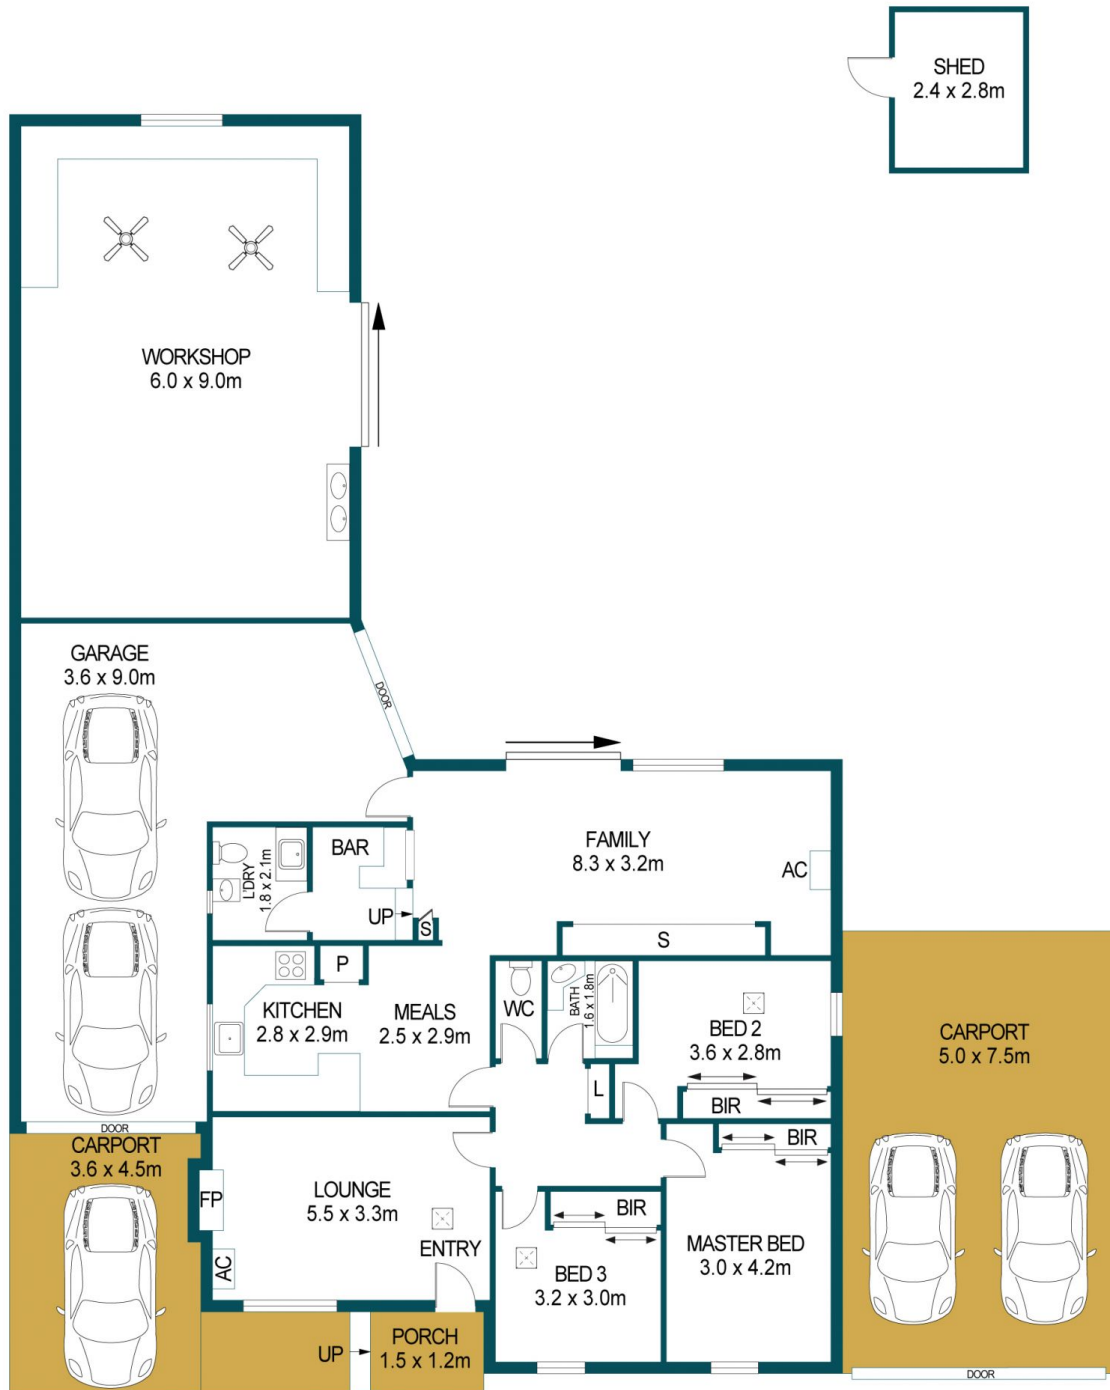 SHED
2.4 x 2.8m
WORKSHOP
6.0 x 9.0m
GARAGE
3.6 x 9.0m
DOOR
FAMILY
8.3 x 3.2m
AC
L'DRY
1.8 x 2.1m
BAR
UP
S
S
KITCHEN
2.8 x 2.9m
P
MEALS
2.5 x 2.9m
WC
BATH
1.6 x 1.8m
BED 2
3.6 x 2.8m
BIR
L
CARPORT
5.0 x 7.5m
DOOR
CARPORT
3.6 x 4.5m
FP
AC
LOUNGE
5.5 x 3.3m
ENTRY
BIR
BED 3
3.2 x 3.0m
BIR
MASTER BED
3.0 x 4.2m
UP
PORCH
1.5 x 1.2m
DOOR